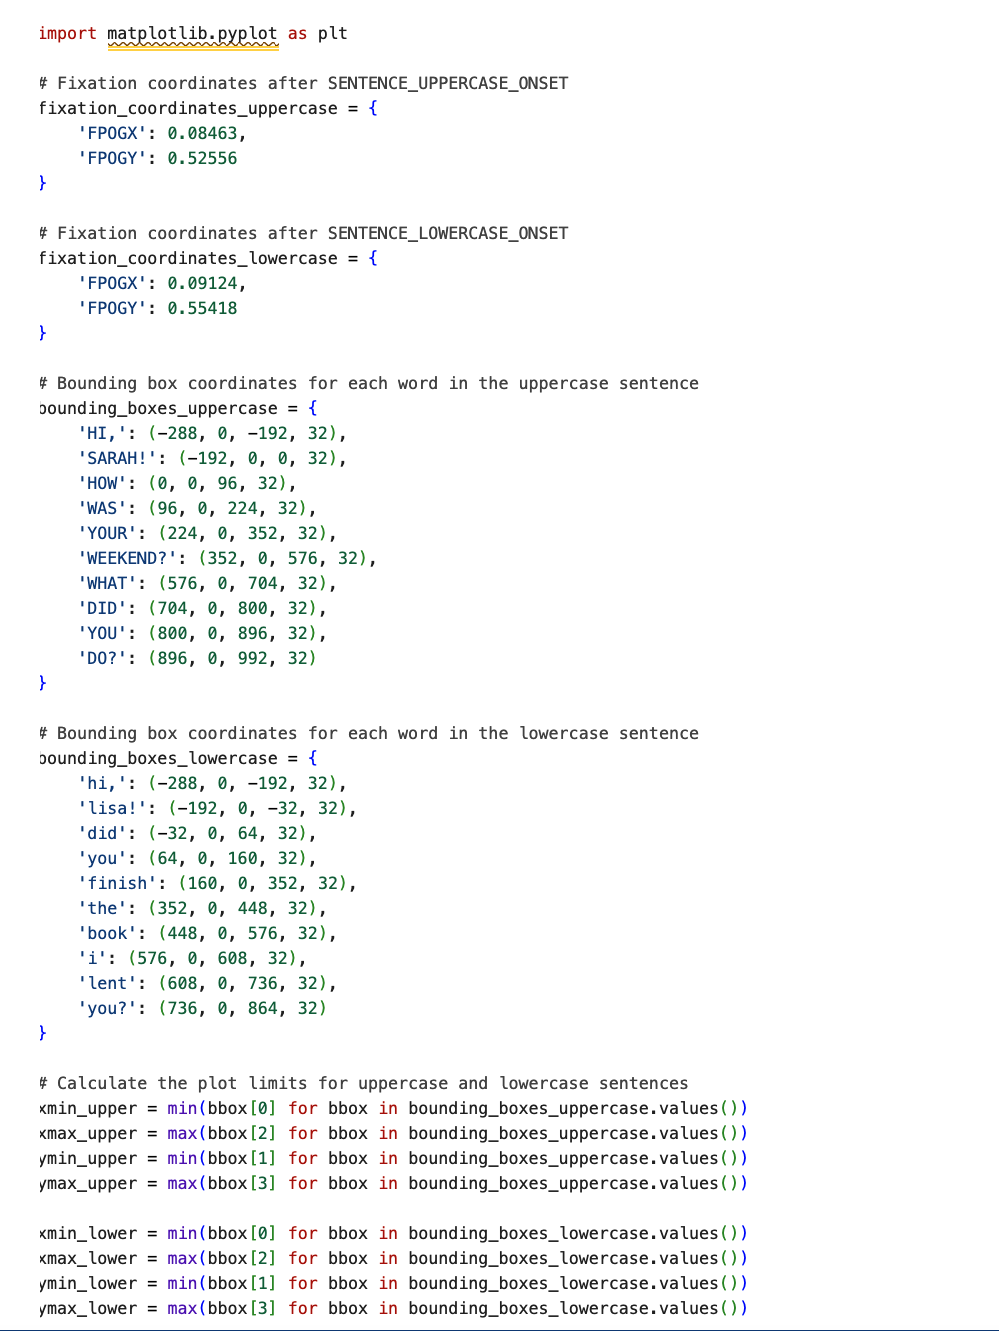 import matplotlib.pyplot as plt

# Fixation coordinates after SENTENCE_UPPERCASE_ONSET
fixation_coordinates_uppercase = {
    'FPOGX': 0.08463,
    'FPOGY': 0.52556
}

# Fixation coordinates after SENTENCE_LOWERCASE_ONSET
fixation_coordinates_lowercase = {
    'FPOGX': 0.09124,
    'FPOGY': 0.55418
}

# Bounding box coordinates for each word in the uppercase sentence
bounding_boxes_uppercase = {
    'HI,': (-288, 0, -192, 32),
    'SARAH!': (-192, 0, 0, 32),
    'HOW': (0, 0, 96, 32),
    'WAS': (96, 0, 224, 32),
    'YOUR': (224, 0, 352, 32),
    'WEEKEND?': (352, 0, 576, 32),
    'WHAT': (576, 0, 704, 32),
    'DID': (704, 0, 800, 32),
    'YOU': (800, 0, 896, 32),
    'DO?': (896, 0, 992, 32)
}

# Bounding box coordinates for each word in the lowercase sentence
bounding_boxes_lowercase = {
    'hi,': (-288, 0, -192, 32),
    'lisa!': (-192, 0, -32, 32),
    'did': (-32, 0, 64, 32),
    'you': (64, 0, 160, 32),
    'finish': (160, 0, 352, 32),
    'the': (352, 0, 448, 32),
    'book': (448, 0, 576, 32),
    'i': (576, 0, 608, 32),
    'lent': (608, 0, 736, 32),
    'you?': (736, 0, 864, 32)
}

# Calculate the plot limits for uppercase and lowercase sentences
xmin_upper = min(bbox[0] for bbox in bounding_boxes_uppercase.values())
xmax_upper = max(bbox[2] for bbox in bounding_boxes_uppercase.values())
ymin_upper = min(bbox[1] for bbox in bounding_boxes_uppercase.values())
ymax_upper = max(bbox[3] for bbox in bounding_boxes_uppercase.values())

xmin_lower = min(bbox[0] for bbox in bounding_boxes_lowercase.values())
xmax_lower = max(bbox[2] for bbox in bounding_boxes_lowercase.values())
ymin_lower = min(bbox[1] for bbox in bounding_boxes_lowercase.values())
ymax_lower = max(bbox[3] for bbox in bounding_boxes_lowercase.values())